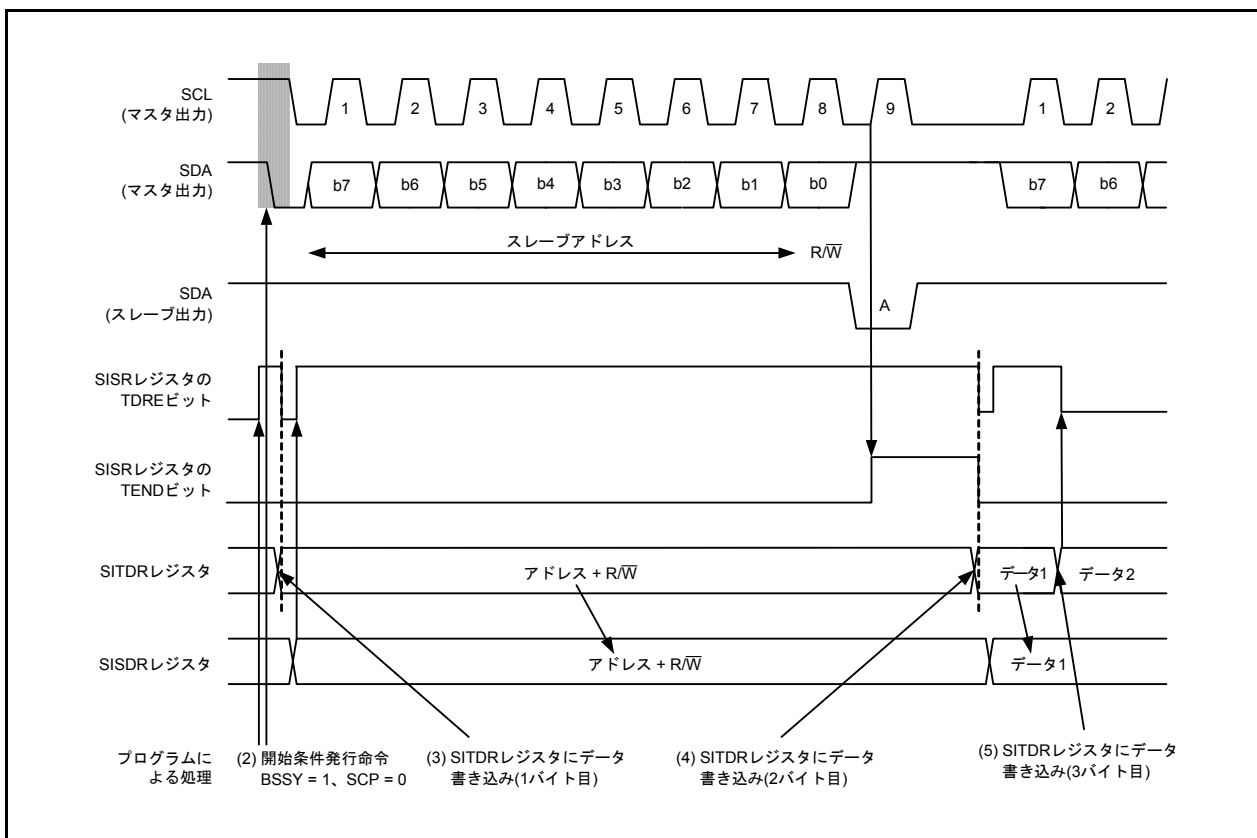 SCL
(マスタ出力)
1 2 3 4 5 6 7 8 9 1 2
SDA
(マスタ出力)
b7 b6 b5 b4 b3 b2 b1 b0 b7 b6
スレーブアドレス R/W̅
SDA
(スレーブ出力)
A
SISRレジスタの
TDREビット
SISRレジスタの
TENDビット
SITDRレジスタ アドレス + R/W̅ データ1 データ2
SISDRレジスタ アドレス + R/W̅ データ1
プログラムに
よる処理
(2) 開始条件発行命令
BSSY = 1、SCP = 0
(3) SITDRレジスタにデータ
書き込み(1バイト目)
(4) SITDRレジスタにデータ
書き込み(2バイト目)
(5) SITDRレジスタにデータ
書き込み(3バイト目)